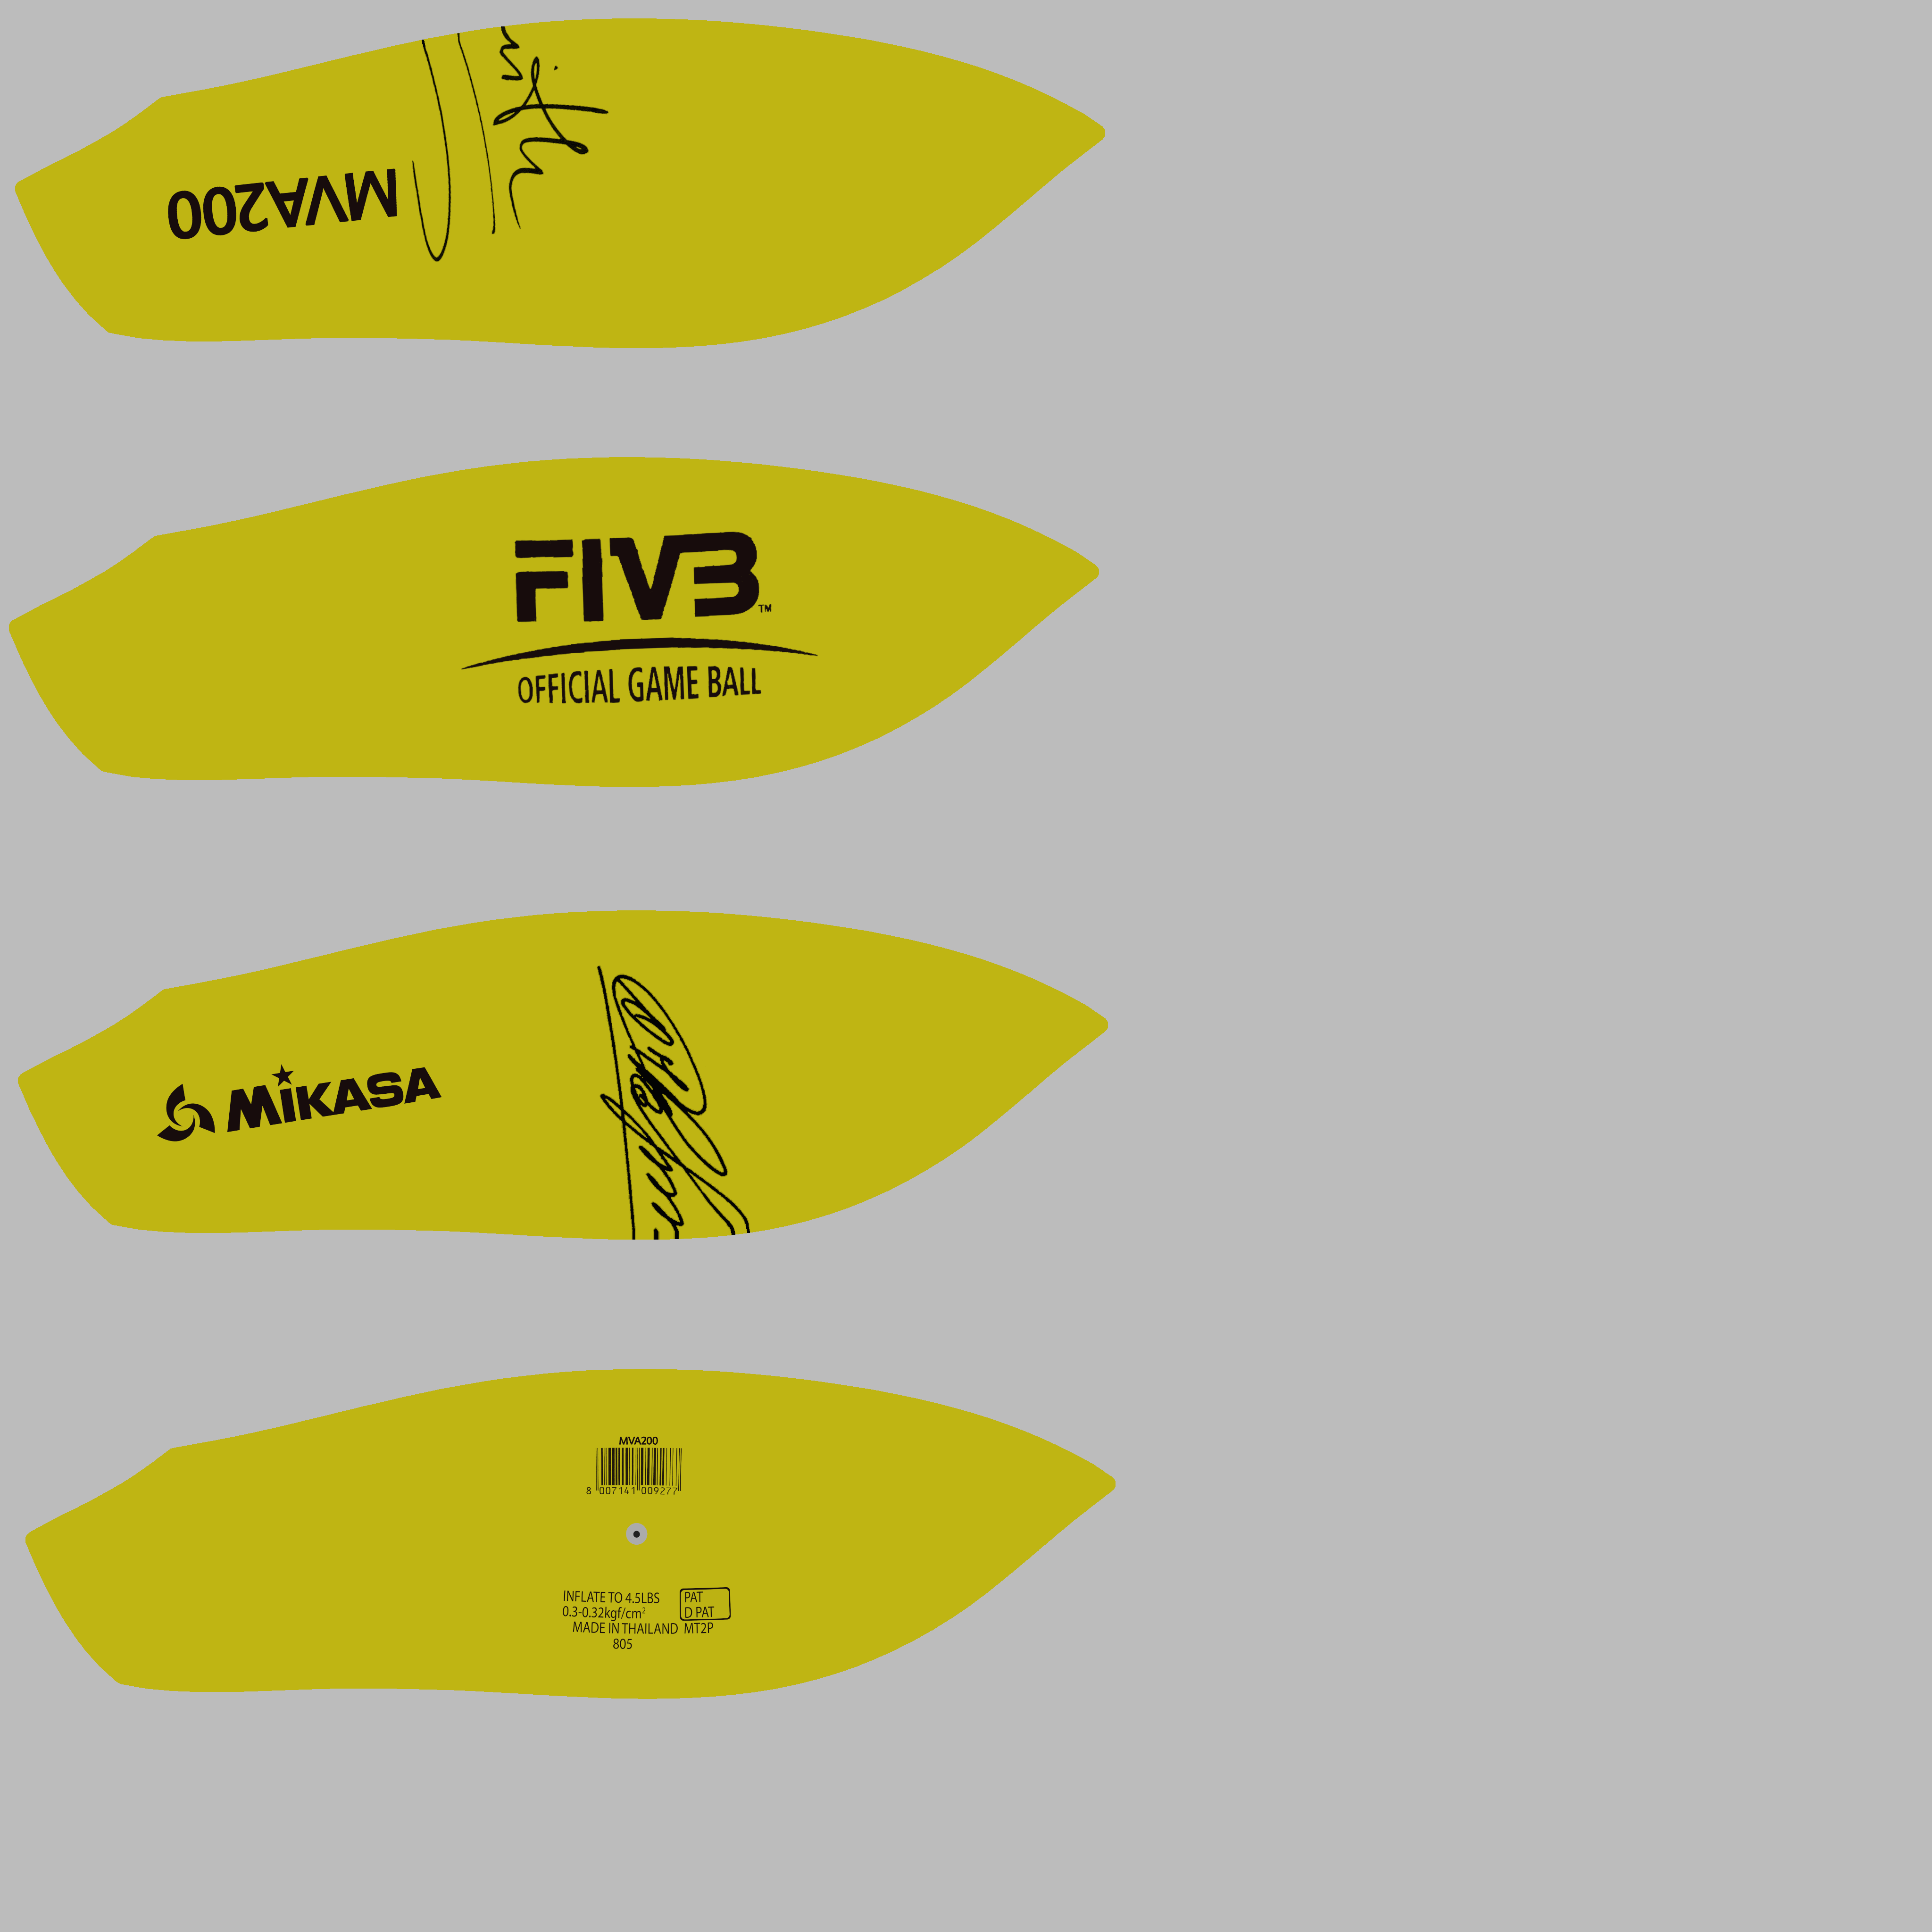 MVA200
FIVB™
OFFICIAL GAME BALL
MiKASA
MVA200
8 007141 009277
INFLATE TO 4.5LBS PAT
0.3-0.32kgf/cm² D PAT
MADE IN THAILAND MT2P
805